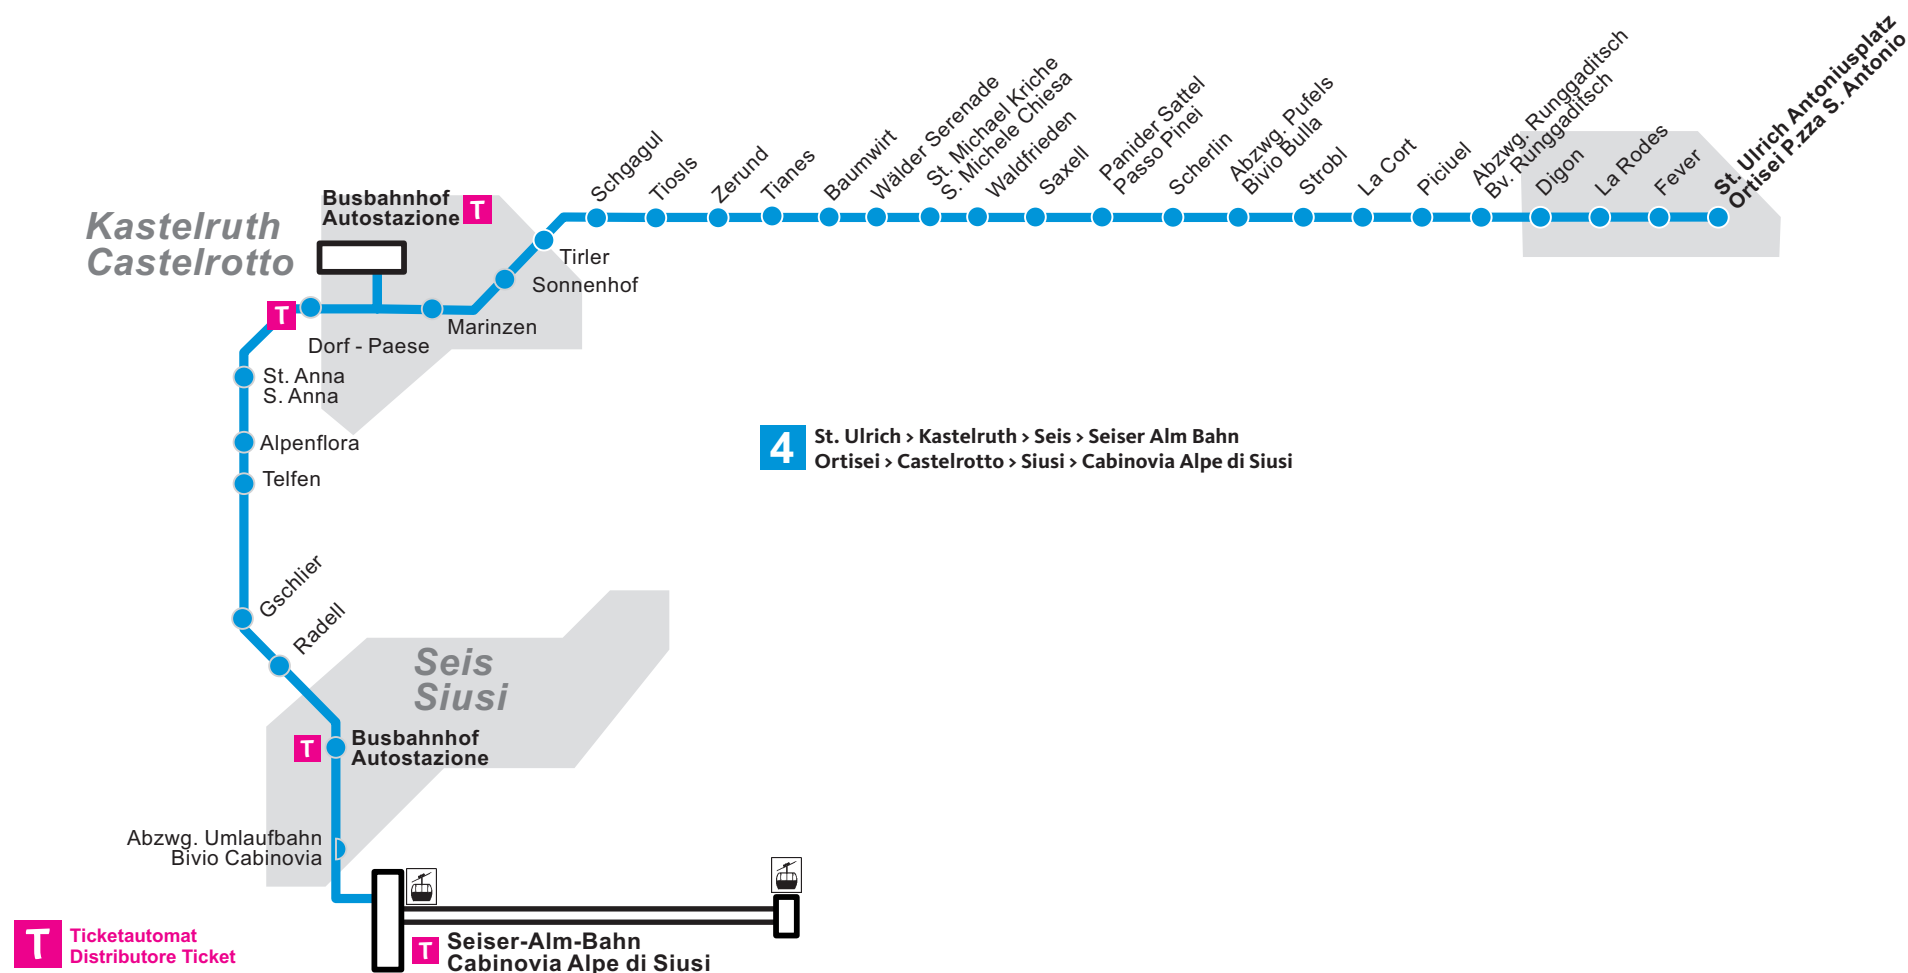 Kastelruth
Castelrotto
Busbahnhof
Autostazione
T
T
Dorf - Paese
Marinzen
Sonnenhof
Tirler
Schgagul
Tiosls
Zerund
Tianes
Baumwirt
Wälder Serenade
St. Michael Kriche
S. Michele Chiesa
Waldfrieden
Saxell
Panider Sattel
Passo Pinei
Scherlin
Abzwg. Pufels
Bivio Bulla
Strobl
La Cort
Piciuel
Abzwg. Runggaditsch
Bv. Runggaditsch
Digon
La Rodes
Fever
St. Ulrich Antoniusplatz
Ortisei P.zza S. Antonio
St. Anna
S. Anna
Alpenflora
Telfen
4
St. Ulrich › Kastelruth › Seis › Seiser Alm Bahn
Ortisei › Castelrotto › Siusi › Cabinovia Alpe di Siusi
Gschlier
Radell
Seis
Siusi
T
Busbahnhof
Autostazione
Abzwg. Umlaufbahn
Bivio Cabinovia
T
Ticketautomat
Distributore Ticket
T
Seiser-Alm-Bahn
Cabinovia Alpe di Siusi